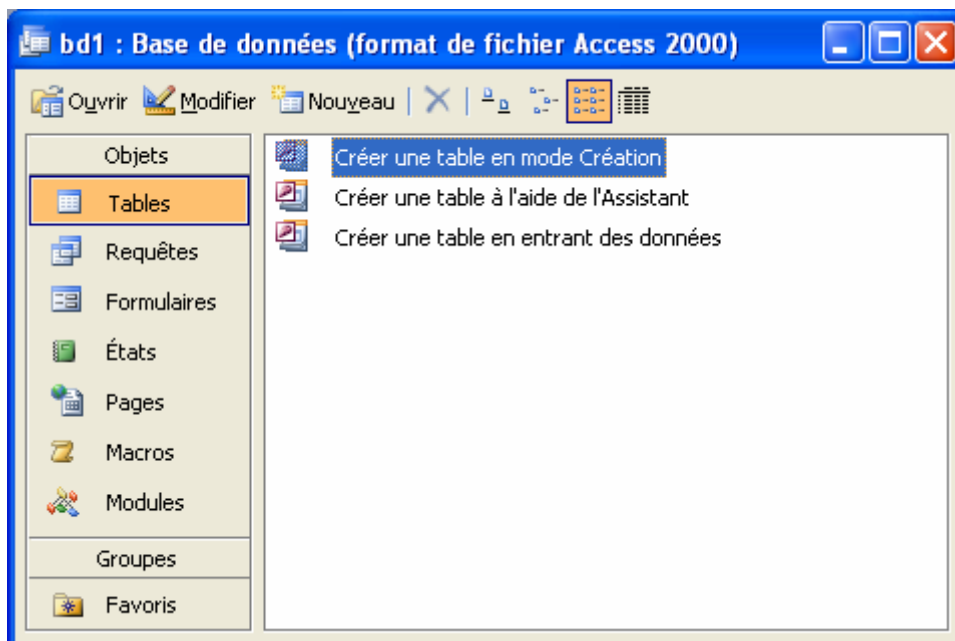 bd1 : Base de données (format de fichier Access 2000)
Ouvrir Modifier Nouveau
Objets
Tables
Requêtes
Formulaires
États
Pages
Macros
Modules
Groupes
Favoris
Créer une table en mode Création
Créer une table à l'aide de l'Assistant
Créer une table en entrant des données